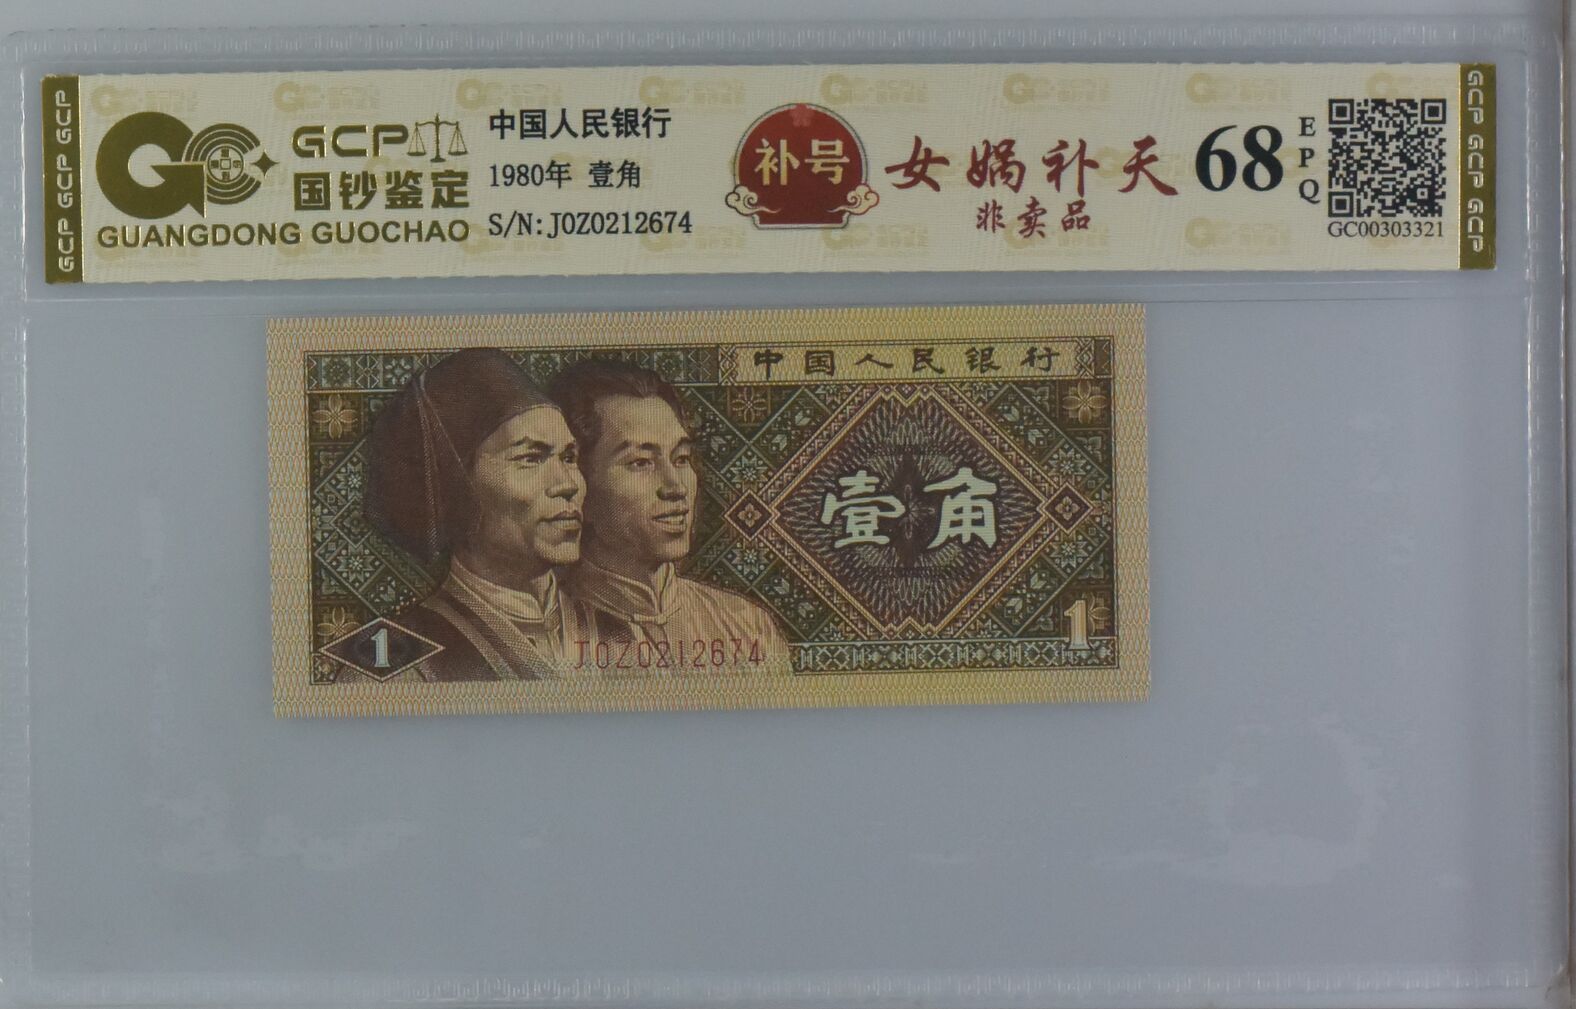 GCP GCP GCP
GCP
国钞鉴定
GUANGDONG GUOCHAO
中国人民银行
1980年 壹角
S/N:J0Z0212674
补号
女娲补天
非卖品
68
EPQ
GC00303321
GCP GCP GCP
中国人民银行
壹角
1
1
J0Z0212674